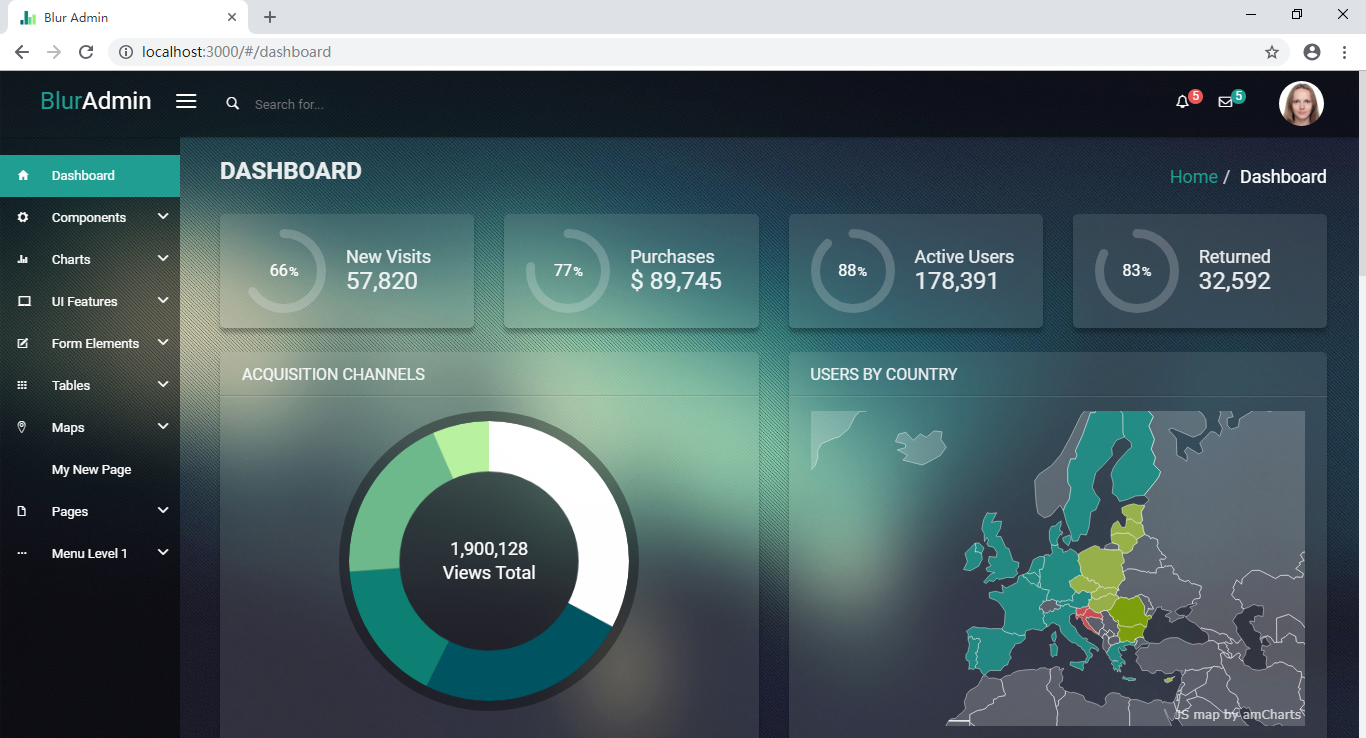 Blur Admin
localhost:3000/#/dashboard
BlurAdmin
Search for...
5
5
Dashboard
Components
Charts
UI Features
Form Elements
Tables
Maps
My New Page
Pages
Menu Level 1
DASHBOARD
Home / Dashboard
66%
New Visits
57,820
77%
Purchases
$ 89,745
88%
Active Users
178,391
83%
Returned
32,592
ACQUISITION CHANNELS
1,900,128
Views Total
USERS BY COUNTRY
JS map by amCharts